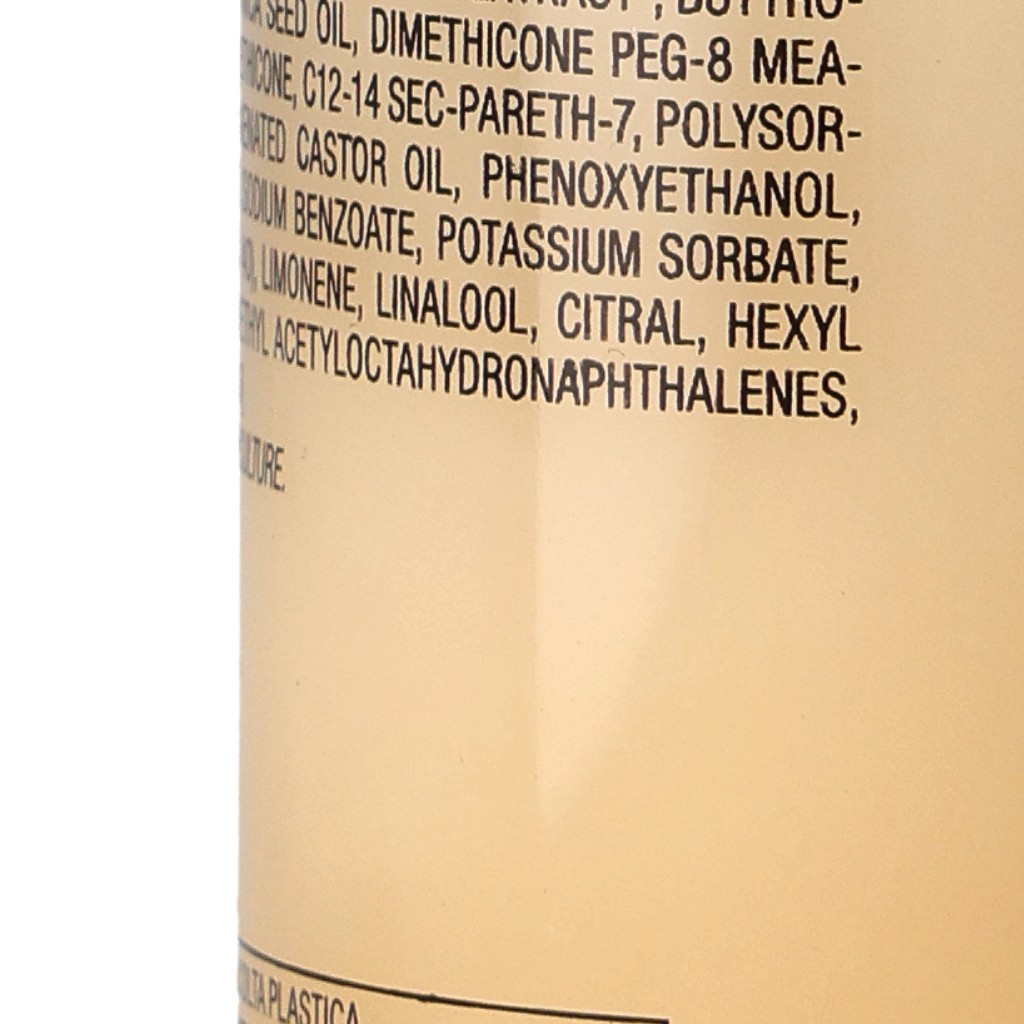 SEED OIL, DIMETHICONE PEG-8 MEA-
C12-14 SEC-PARETH-7, POLYSOR-
CASTOR OIL, PHENOXYETHANOL,
BENZOATE, POTASSIUM SORBATE,
LIMONENE, LINALOOL, CITRAL, HEXYL
ACETYLOCTAHYDRONAPHTHALENES,
PLASTICA